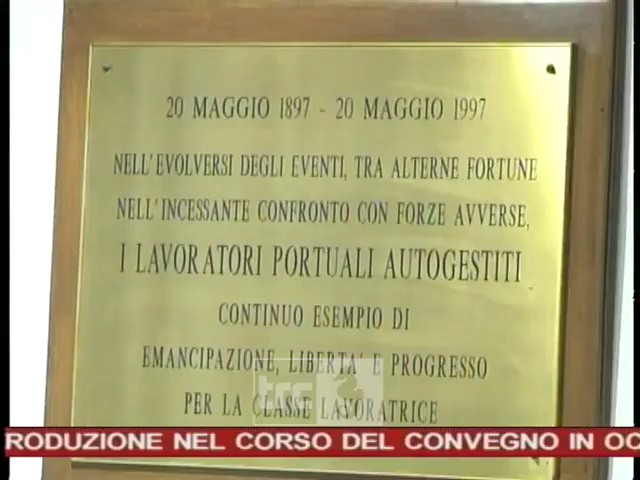 20 MAGGIO 1897 - 20 MAGGIO 1997
NELL'EVOLVERSI DEGLI EVENTI, TRA ALTERNE FORTUNE
NELL'INCESSANTE CONFRONTO CON FORZE AVVERSE,
I LAVORATORI PORTUALI AUTOGESTITI
CONTINUO ESEMPIO DI
EMANCIPAZIONE, LIBERTA' E PROGRESSO
PER LA CLASSE LAVORATRICE
trc
RODUZIONE NEL CORSO DEL CONVEGNO IN OC